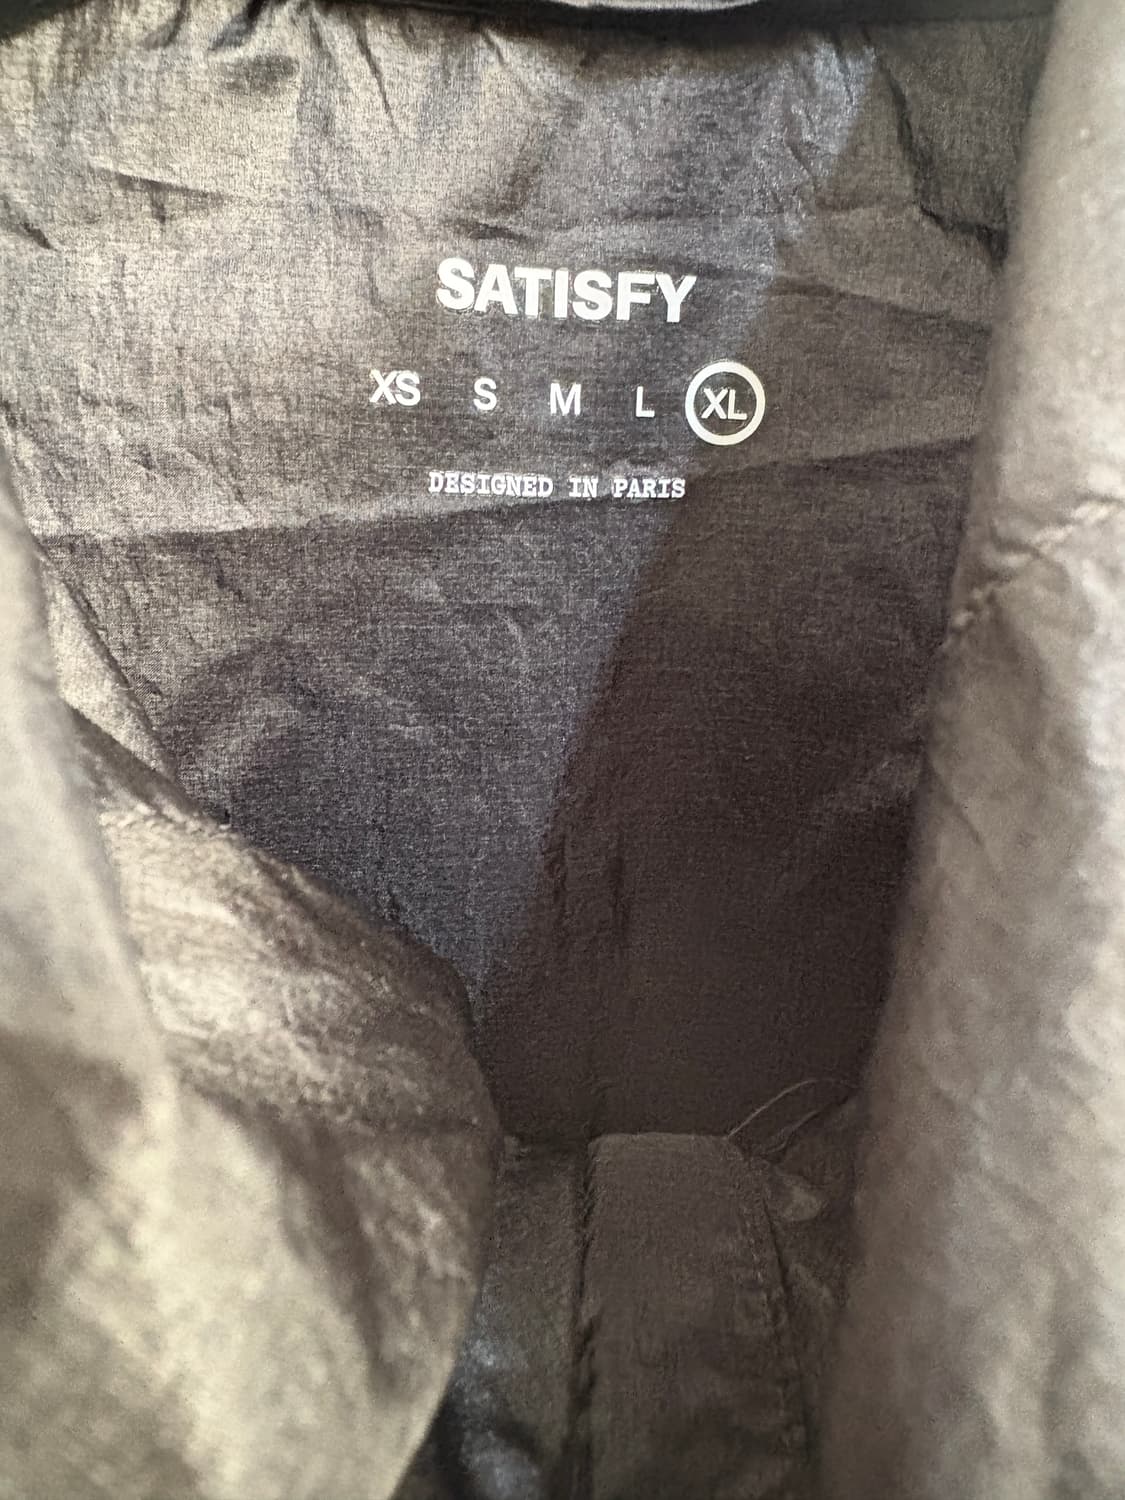 SATISFY
XS S M L XL
DESIGNED IN PARIS